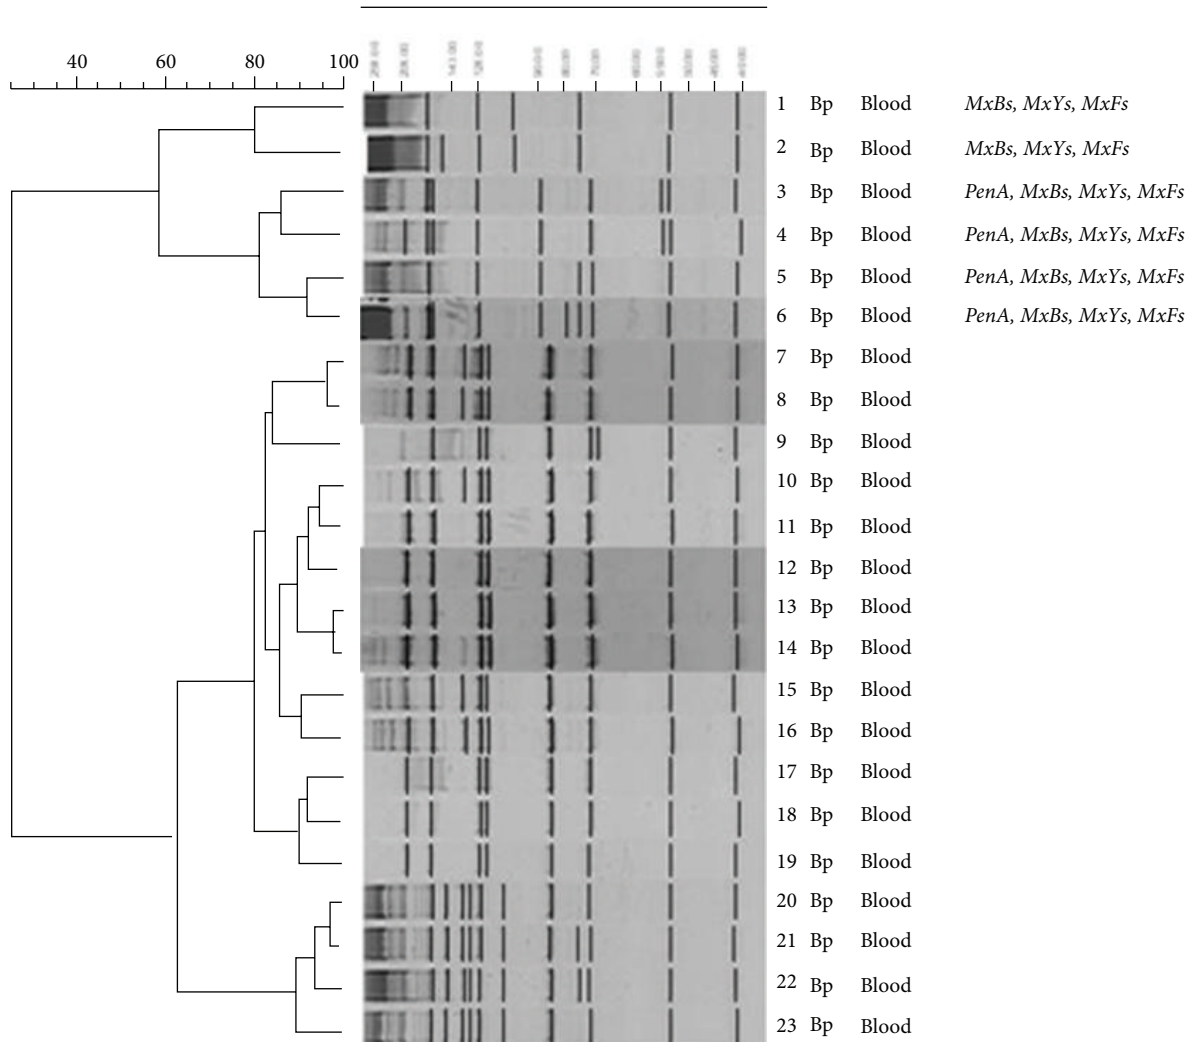 40 60 80 100
1 Bp Blood MxBs, MxYs, MxFs
2 Bp Blood MxBs, MxYs, MxFs
3 Bp Blood PenA, MxBs, MxYs, MxFs
4 Bp Blood PenA, MxBs, MxYs, MxFs
5 Bp Blood PenA, MxBs, MxYs, MxFs
6 Bp Blood PenA, MxBs, MxYs, MxFs
7 Bp Blood
8 Bp Blood
9 Bp Blood
10 Bp Blood
11 Bp Blood
12 Bp Blood
13 Bp Blood
14 Bp Blood
15 Bp Blood
16 Bp Blood
17 Bp Blood
18 Bp Blood
19 Bp Blood
20 Bp Blood
21 Bp Blood
22 Bp Blood
23 Bp Blood